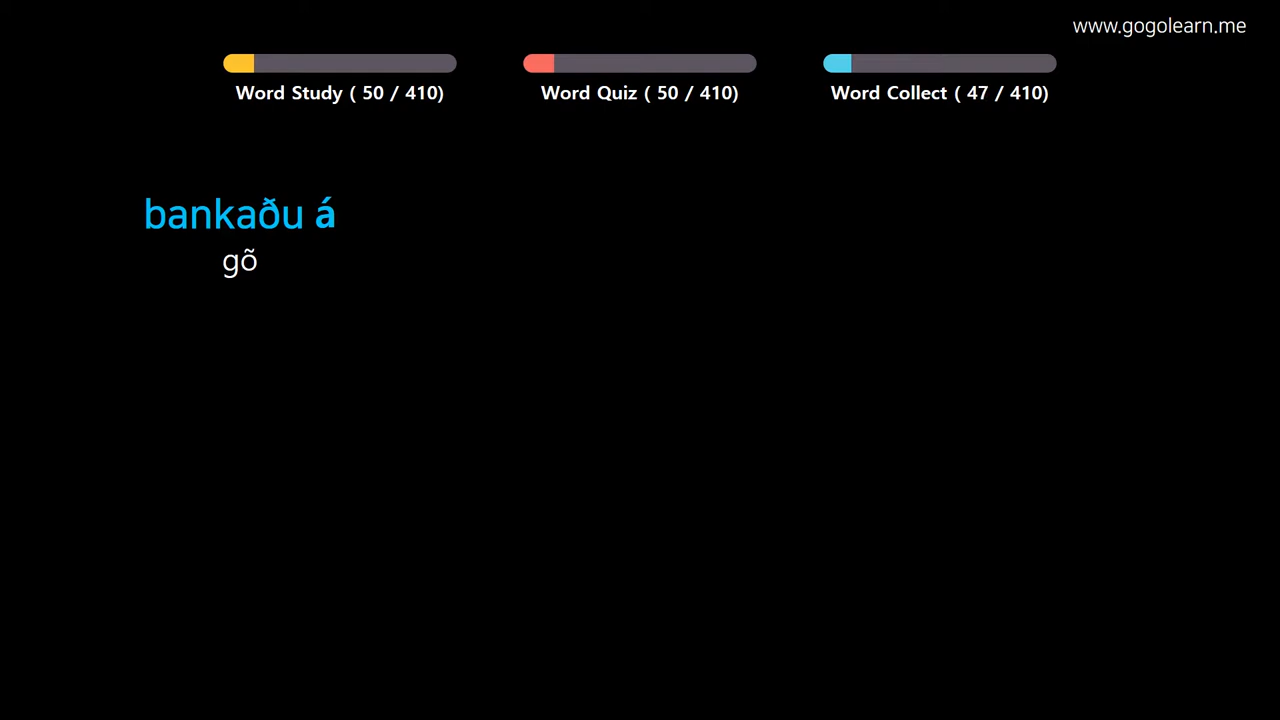 www.gogolearn.me
Word Study ( 50 / 410)
Word Quiz ( 50 / 410)
Word Collect ( 47 / 410)
bankaðu á
gõ